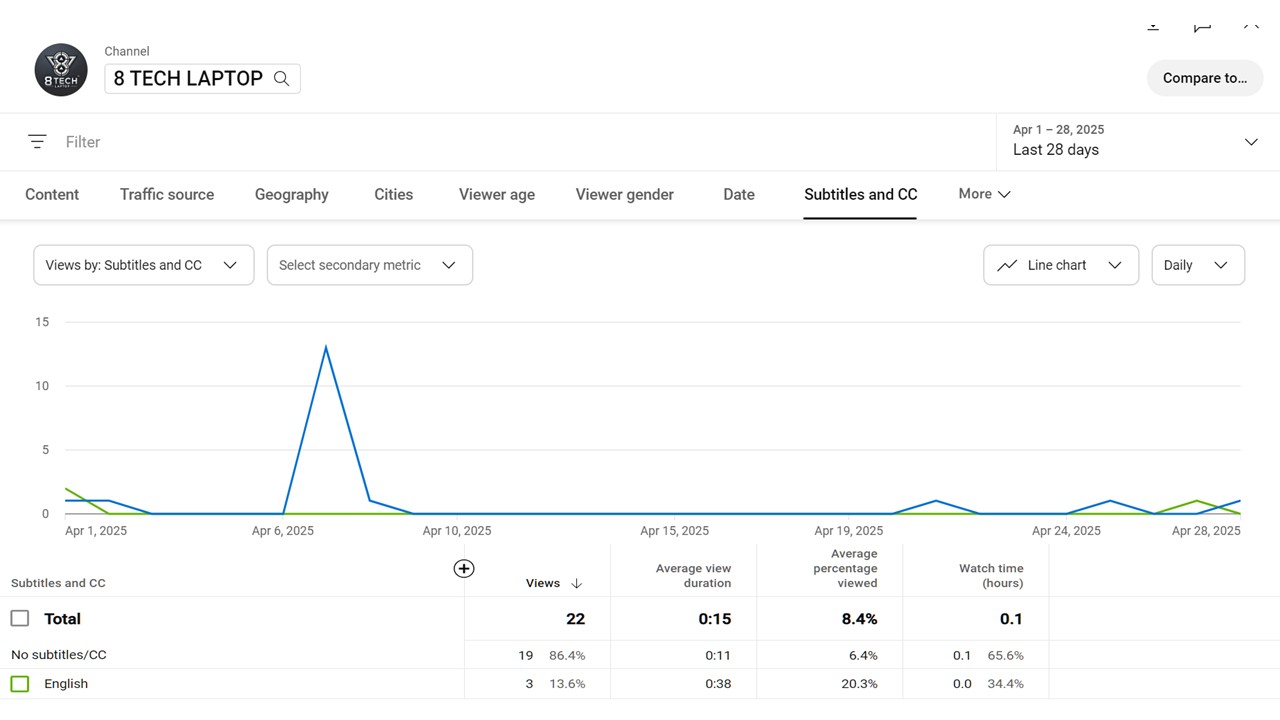 Channel
8 TECH
LAPTOP
8 TECH LAPTOP
Compare to...
Filter
Apr 1 – 28, 2025
Last 28 days
Content Traffic source Geography Cities Viewer age Viewer gender Date Subtitles and CC More
Views by: Subtitles and CC Select secondary metric Line chart Daily
15
10
5
0
Apr 1, 2025 Apr 6, 2025 Apr 10, 2025 Apr 15, 2025 Apr 19, 2025 Apr 24, 2025 Apr 28, 2025
Subtitles and CC Views Average view duration Average percentage viewed Watch time (hours)
Total 22 0:15 8.4% 0.1
No subtitles/CC 19 86.4% 0:11 6.4% 0.1 65.6%
English 3 13.6% 0:38 20.3% 0.0 34.4%